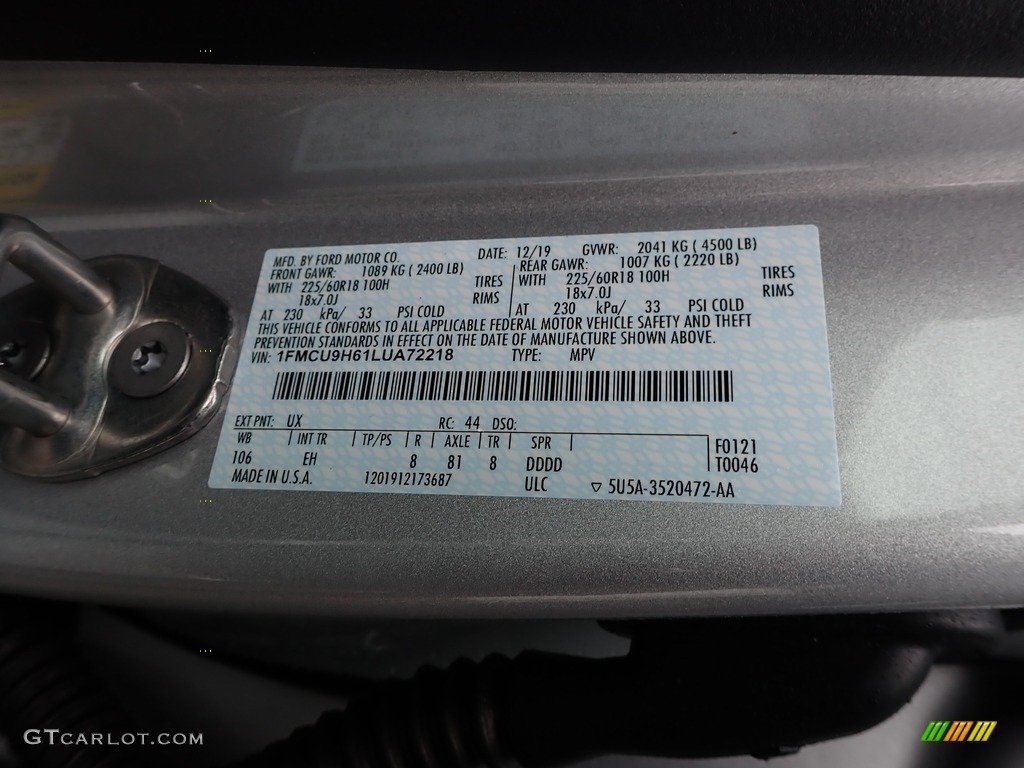 MFD. BY FORD MOTOR CO. DATE: 12/19 GVWR: 2041 KG ( 4500 LB)
FRONT GAWR: 1089 KG ( 2400 LB) REAR GAWR: 1007 KG ( 2220 LB)
WITH 225/60R18 100H TIRES WITH 225/60R18 100H TIRES
18x7.0J RIMS 18x7.0J RIMS
AT 230 kPa/ 33 PSI COLD AT 230 kPa/ 33 PSI COLD
THIS VEHICLE CONFORMS TO ALL APPLICABLE FEDERAL MOTOR VEHICLE SAFETY AND THEFT
PREVENTION STANDARDS IN EFFECT ON THE DATE OF MANUFACTURE SHOWN ABOVE.
VIN: 1FMCU9H61LUA72218 TYPE: MPV
EXT PNT: UX RC: 44 DSO:
WB INT TR TP/PS R AXLE TR SPR F0121
106 EH 8 81 8 DDDD T0046
MADE IN U.S.A. 1201912173687 ULC 5U5A-3520472-AA
GTCARLOT.COM